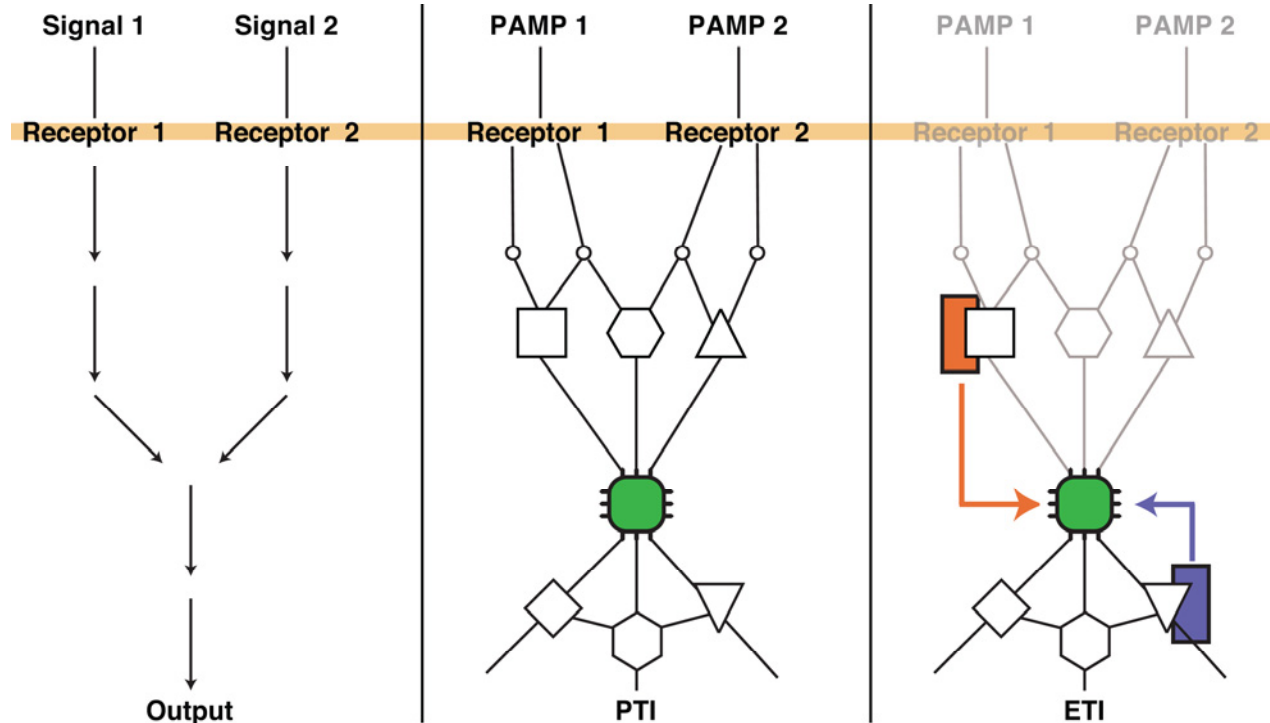 Signal 1 Signal 2 PAMP 1 PAMP 2 PAMP 1 PAMP 2
Receptor 1 Receptor 2 Receptor 1 Receptor 2 Receptor 1 Receptor 2
Output PTI ETI